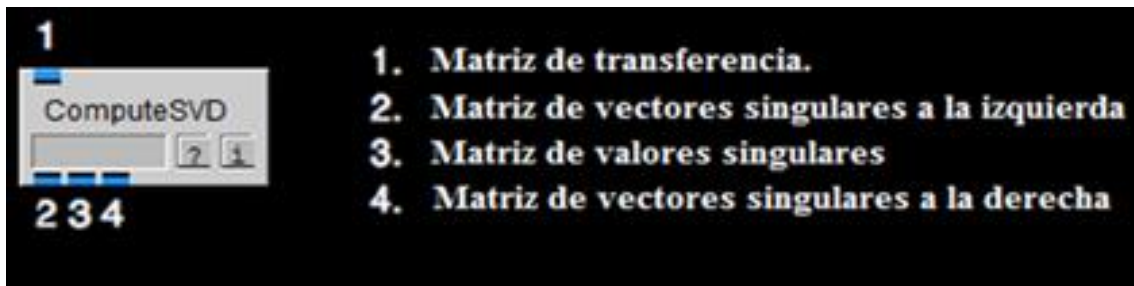 1
ComputeSVD
? i
2 3 4
1. Matriz de transferencia.
2. Matriz de vectores singulares a la izquierda
3. Matriz de valores singulares
4. Matriz de vectores singulares a la derecha